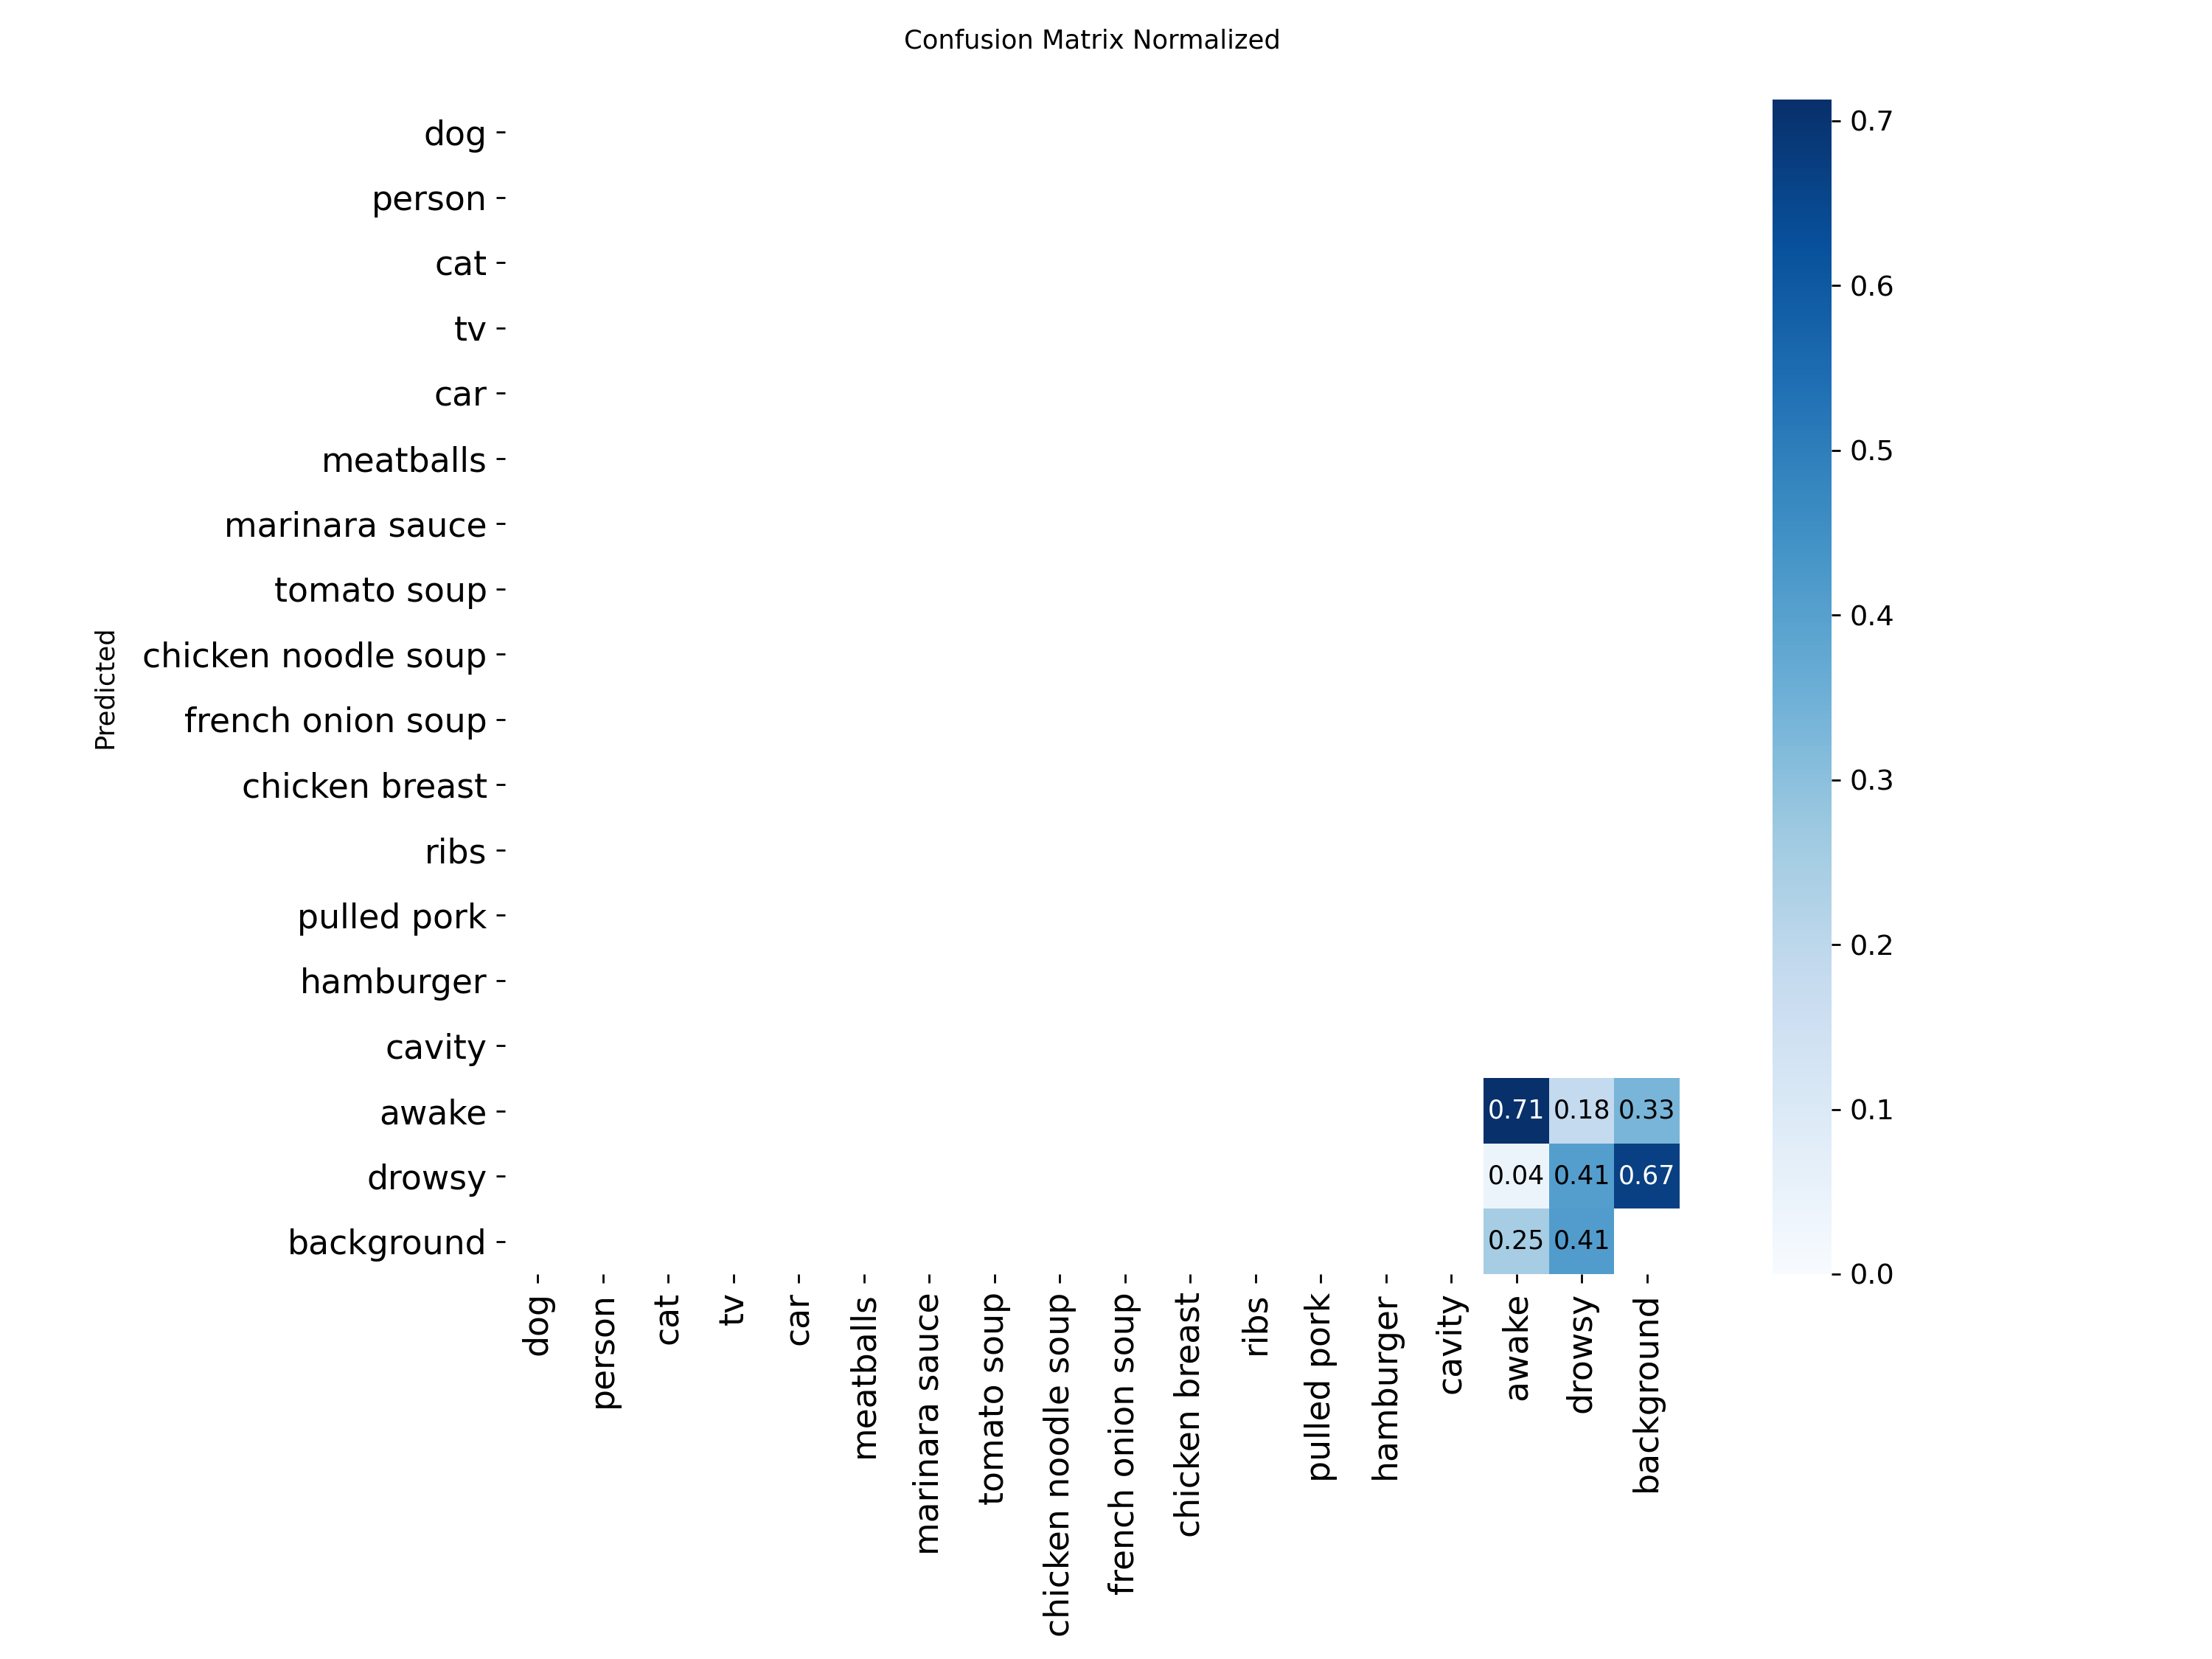 Confusion Matrix Normalized
Predicted
dog
person
cat
tv
car
meatballs
marinara sauce
tomato soup
chicken noodle soup
french onion soup
chicken breast
ribs
pulled pork
hamburger
cavity
awake
drowsy
background
0.71 0.18 0.33
0.04 0.41 0.67
0.25 0.41
dog
person
cat
tv
car
meatballs
marinara sauce
tomato soup
chicken noodle soup
french onion soup
chicken breast
ribs
pulled pork
hamburger
cavity
awake
drowsy
background
0.7
0.6
0.5
0.4
0.3
0.2
0.1
0.0